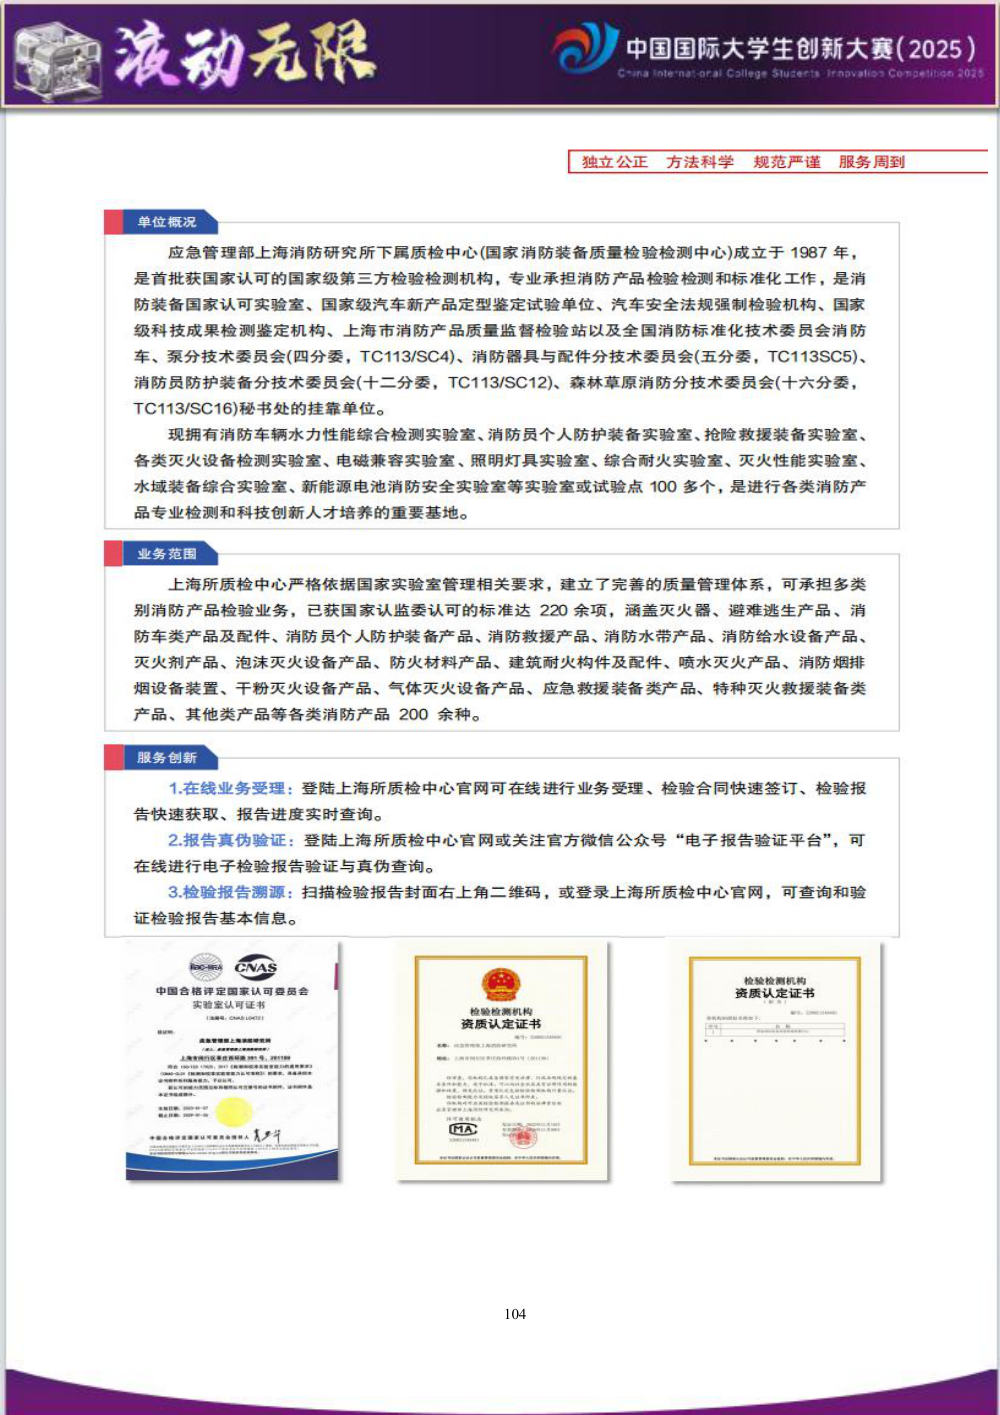 液动无限
中国国际大学生创新大赛(2025)
China International College Students' Innovation Competition 2025
独立公正 方法科学 规范严谨 服务周到
单位概况
应急管理部上海消防研究所下属质检中心(国家消防装备质量检验检测中心)成立于 1987 年，
是首批获国家认可的国家级第三方检验检测机构，专业承担消防产品检验检测和标准化工作，是消
防装备国家认可实验室、国家级汽车新产品定型鉴定试验单位、汽车安全法规强制检验机构、国家
级科技成果检测鉴定机构、上海市消防产品质量监督检验站以及全国消防标准化技术委员会消防
车、泵分技术委员会(四分委，TC113/SC4)、消防器具与配件分技术委员会(五分委，TC113SC5)、
消防员防护装备分技术委员会(十二分委，TC113/SC12)、森林草原消防分技术委员会(十六分委，
TC113/SC16)秘书处的挂靠单位。
现拥有消防车辆水力性能综合检测实验室、消防员个人防护装备实验室、抢险救援装备实验室、
各类灭火设备检测实验室、电磁兼容实验室、照明灯具实验室、综合耐火实验室、灭火性能实验室、
水域装备综合实验室、新能源电池消防安全实验室等实验室或试验点 100 多个，是进行各类消防产
品专业检测和科技创新人才培养的重要基地。
业务范围
上海所质检中心严格依据国家实验室管理相关要求，建立了完善的质量管理体系，可承担多类
别消防产品检验业务，已获国家认监委认可的标准达 220 余项，涵盖灭火器、避难逃生产品、消
防车类产品及配件、消防员个人防护装备产品、消防救援产品、消防水带产品、消防给水设备产品、
灭火剂产品、泡沫灭火设备产品、防火材料产品、建筑耐火构件及配件、喷水灭火产品、消防烟排
烟设备装置、干粉灭火设备产品、气体灭火设备产品、应急救援装备类产品、特种灭火救援装备类
产品、其他类产品等各类消防产品 200 余种。
服务创新
1.在线业务受理：登陆上海所质检中心官网可在线进行业务受理、检验合同快速签订、检验报
告快速获取、报告进度实时查询。
2.报告真伪验证：登陆上海所质检中心官网或关注官方微信公众号“电子报告验证平台”，可
在线进行电子检验报告验证与真伪查询。
3.检验报告溯源：扫描检验报告封面右上角二维码，或登录上海所质检中心官网，可查询和验
证检验报告基本信息。
CNAS
中国合格评定国家认可委员会
实验室认可证书
应急管理部上海消防研究所
检验检测机构
资质认定证书
MA
检验检测机构
资质认定证书
104